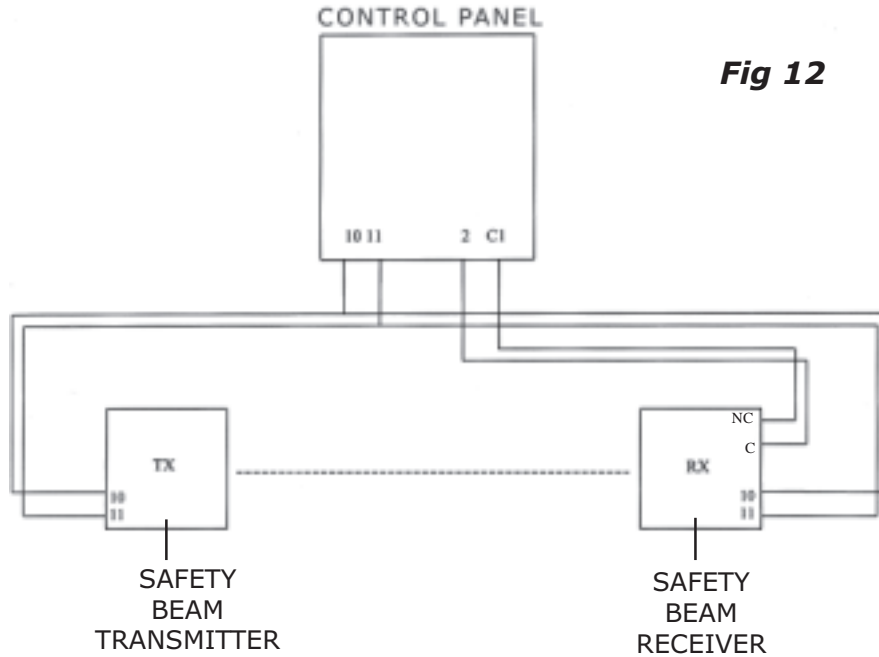 CONTROL PANEL
Fig 12
10 11 2 C1
NC
C
TX
RX
10
11
10
11
SAFETY
BEAM
TRANSMITTER
SAFETY
BEAM
RECEIVER